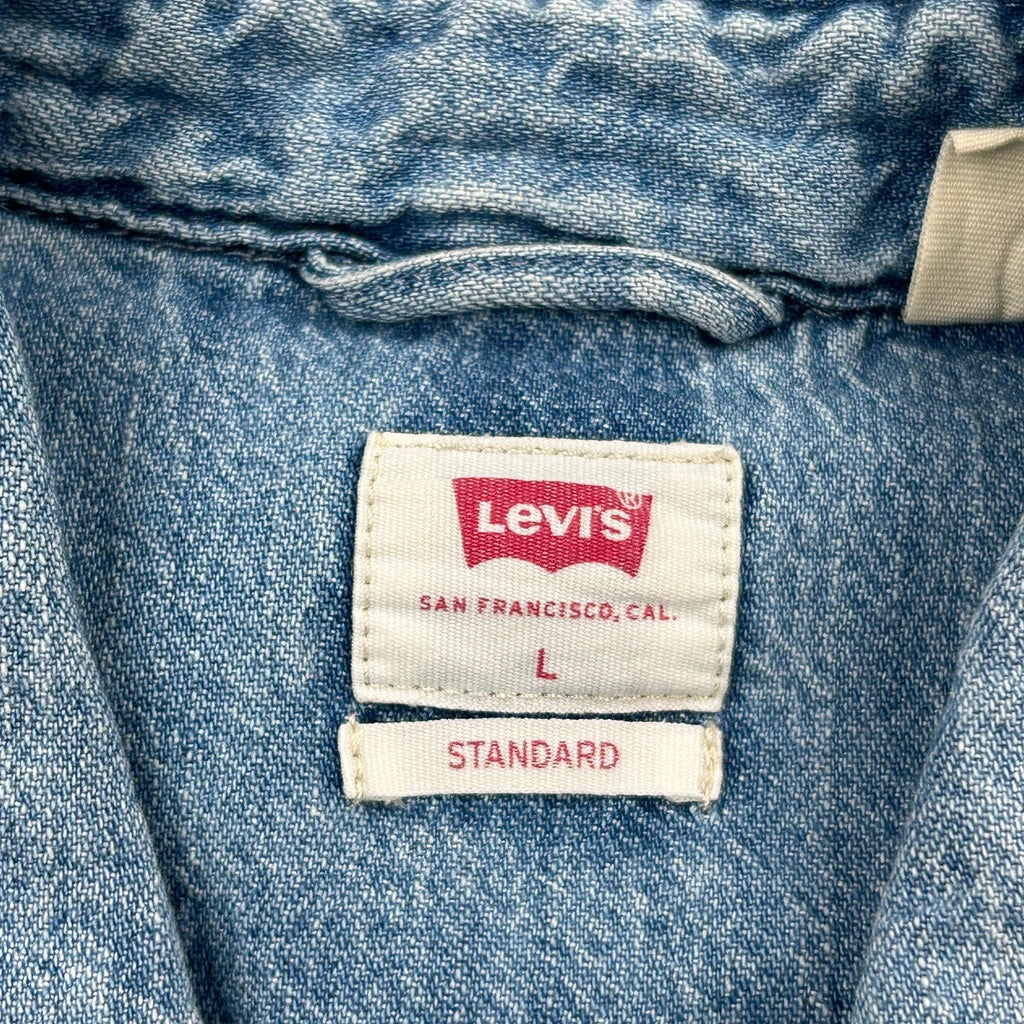 Levi's®
SAN FRANCISCO, CAL.
L
STANDARD